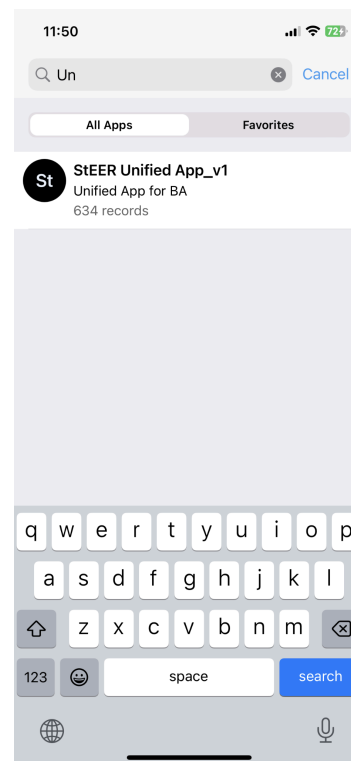 11:50
72
Un
Cancel
All Apps
Favorites
St
StEER Unified App_v1
Unified App for BA
634 records
q w e r t y u i o p
a s d f g h j k l
z x c v b n m
123
space
search